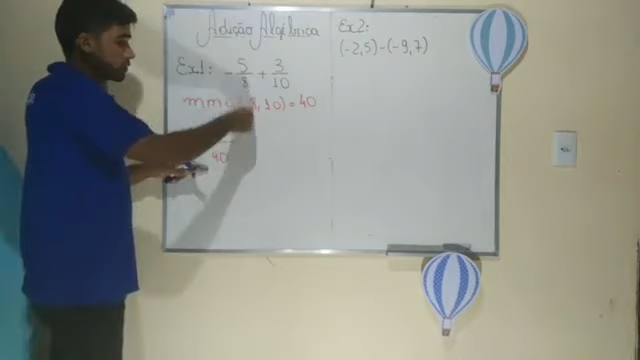 Adição Algébrica
Ex1: - 5/8 + 3/10
mmc (8, 10) = 40
40
Ex2:
(-2,5)-(-9,7)